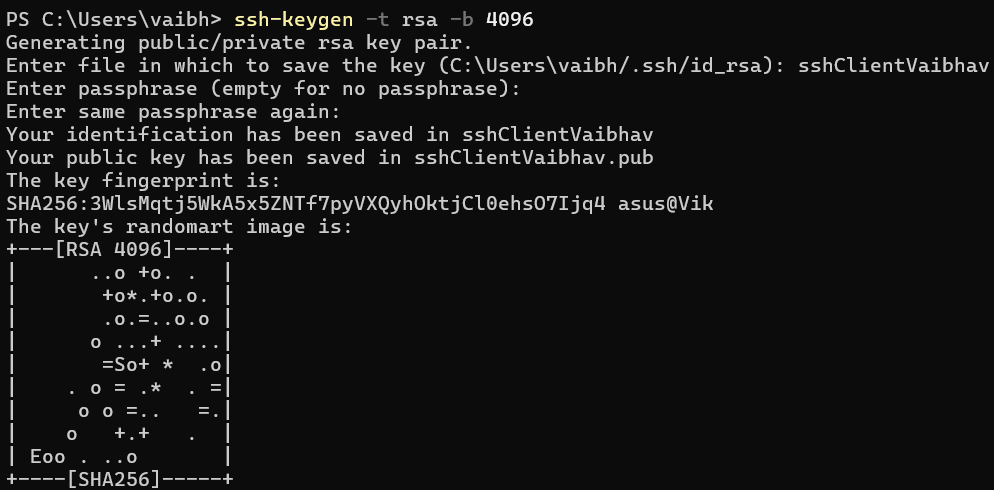 PS C:\Users\vaibh> ssh-keygen -t rsa -b 4096
Generating public/private rsa key pair.
Enter file in which to save the key (C:\Users\vaibh/.ssh/id_rsa): sshClientVaibhav
Enter passphrase (empty for no passphrase):
Enter same passphrase again:
Your identification has been saved in sshClientVaibhav
Your public key has been saved in sshClientVaibhav.pub
The key fingerprint is:
SHA256:3WlsMqtj5WkA5x5ZNTf7pyVXQyhOktjCl0ehsO7Ijq4 asus@Vik
The key's randomart image is:
+---[RSA 4096]----+
|      ..o +o. .  |
|       +o*.+o.o. |
|       .o.=..o.o |
|      o ...+ ....|
|       =So+ *  .o|
|    . o = .*  . =|
|     o o =..   =.|
|    o   +.+   .  |
| Eoo . ..o       |
+----[SHA256]-----+